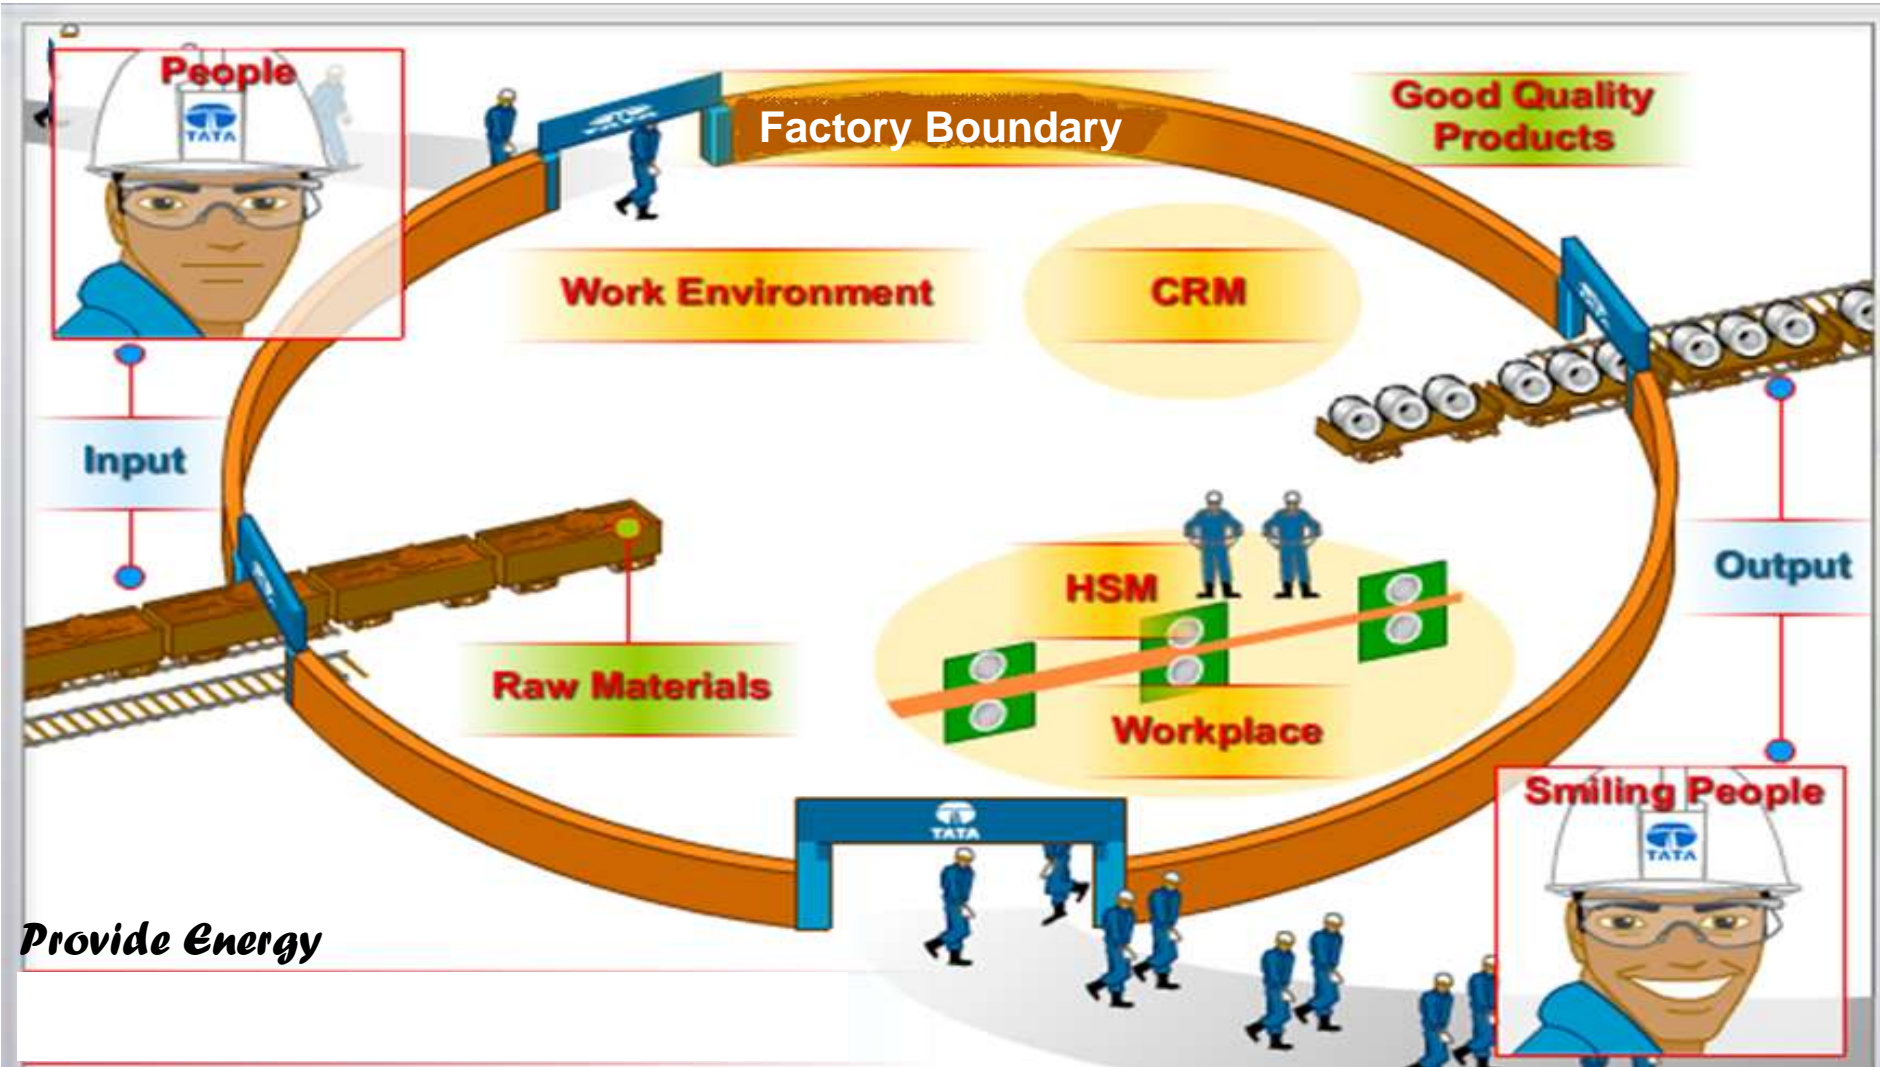 People
TATA
Factory Boundary
Good Quality
Products
Work Environment
CRM
Input
HSM
Output
Raw Materials
Workplace
TATA
Smiling People
TATA
Provide Energy